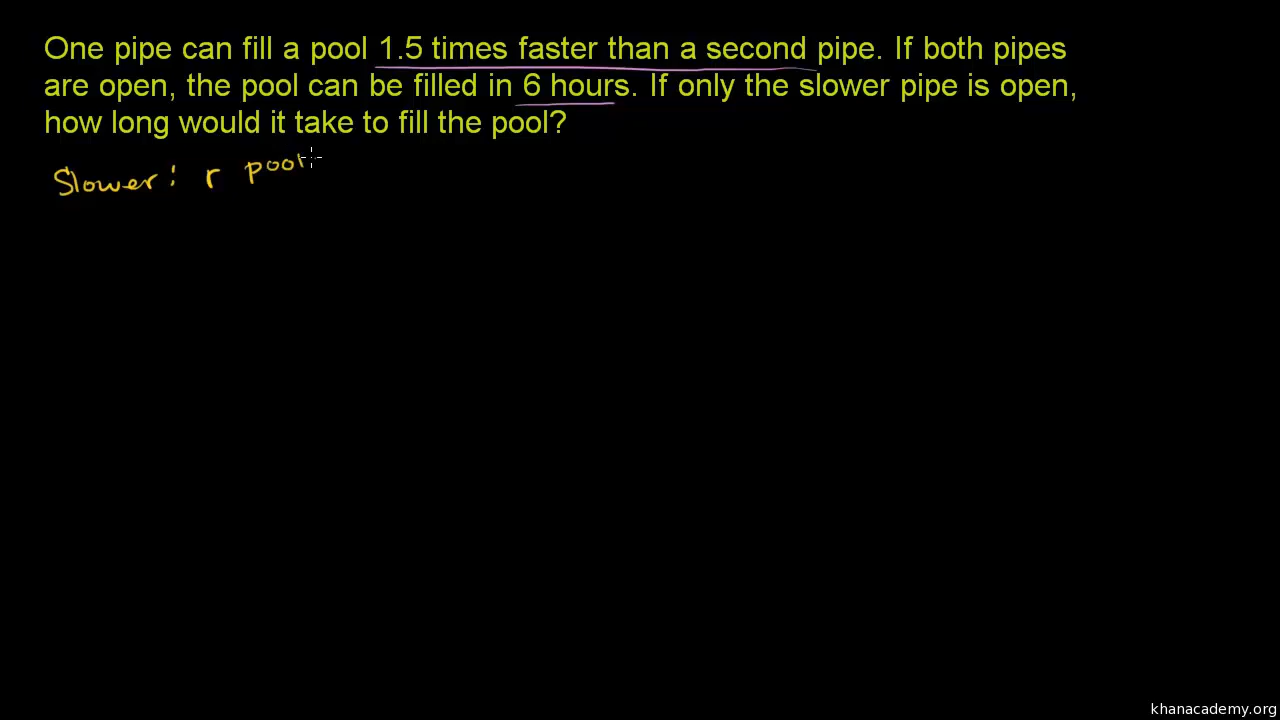 One pipe can fill a pool 1.5 times faster than a second pipe. If both pipes
are open, the pool can be filled in 6 hours. If only the slower pipe is open,
how long would it take to fill the pool?
Slower: r pool
khanacademy.org